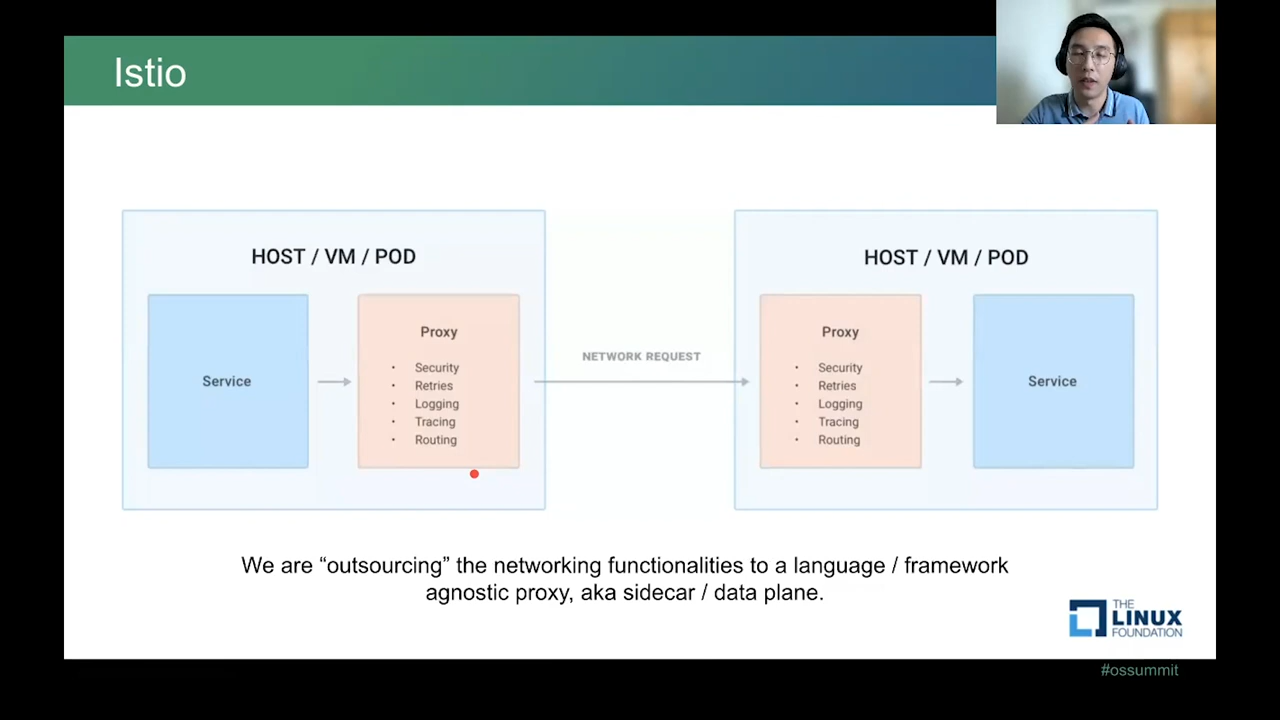 Istio
HOST / VM / POD
Service
Proxy
• Security
• Retries
• Logging
• Tracing
• Routing
NETWORK REQUEST
HOST / VM / POD
Proxy
• Security
• Retries
• Logging
• Tracing
• Routing
Service
We are “outsourcing” the networking functionalities to a language / framework
agnostic proxy, aka sidecar / data plane.
THE
LINUX
FOUNDATION
#ossummit